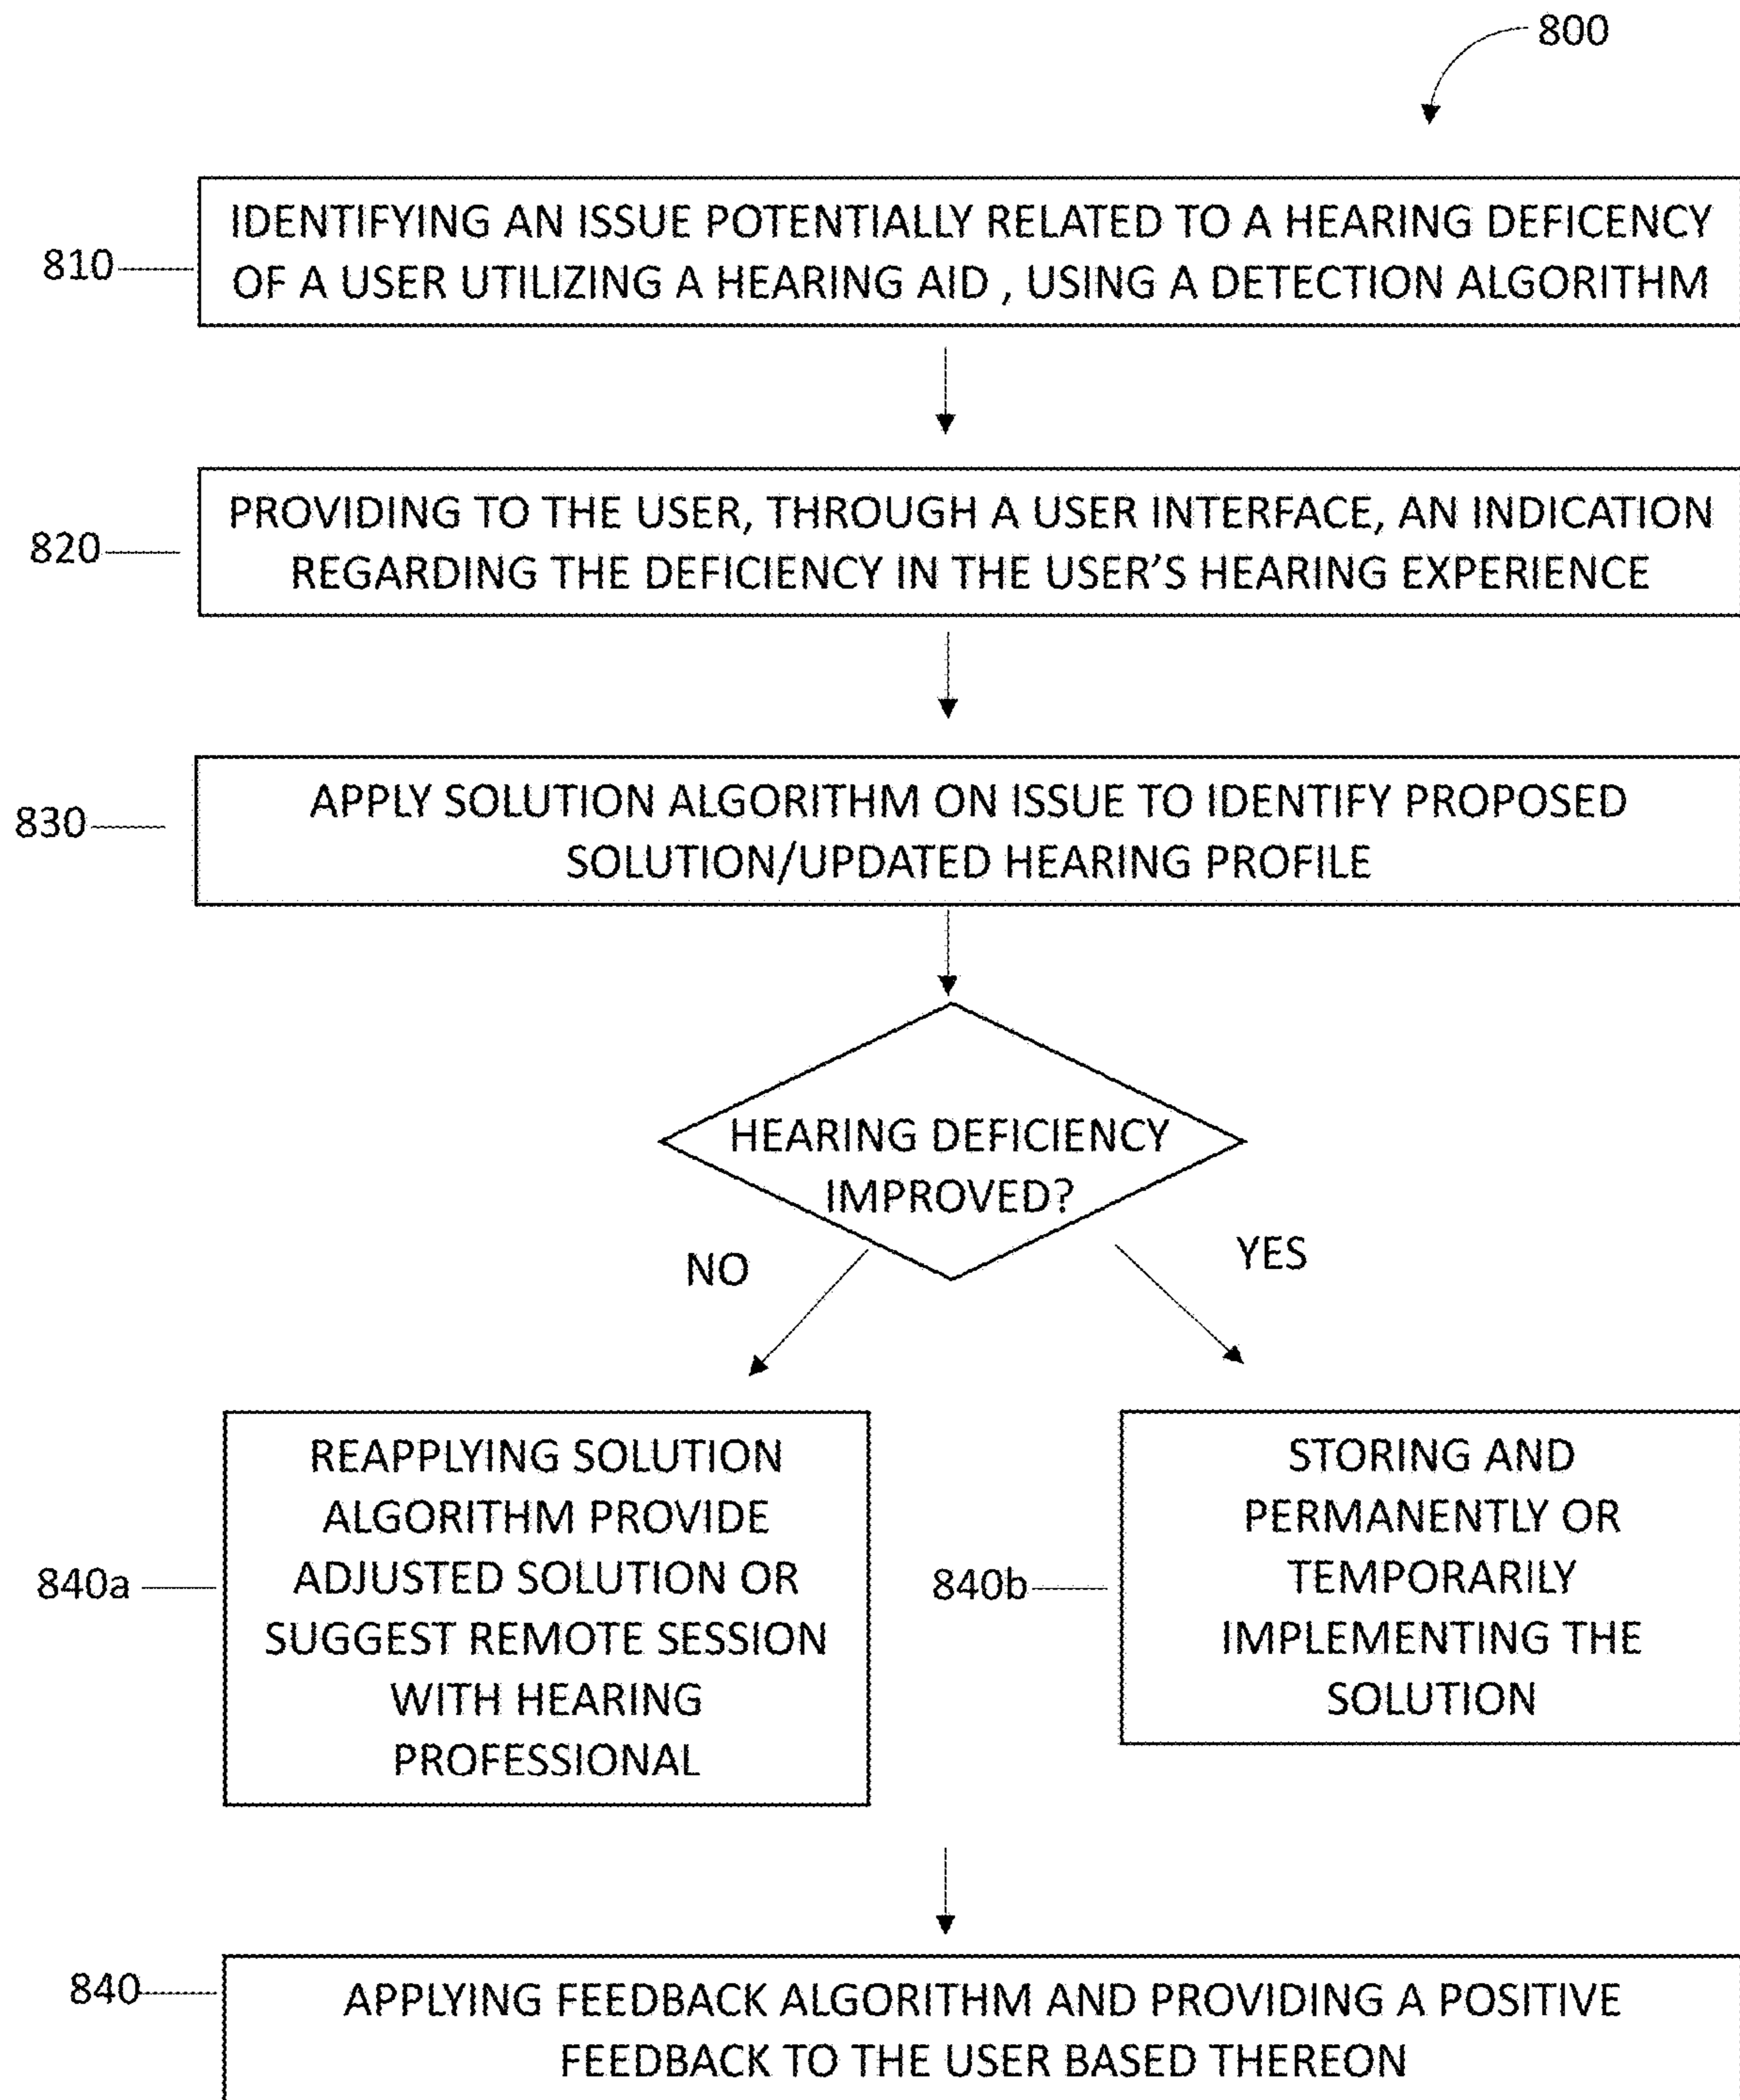 800
810
IDENTIFYING AN ISSUE POTENTIALLY RELATED TO A HEARING DEFICENCY
OF A USER UTILIZING A HEARING AID , USING A DETECTION ALGORITHM
820
PROVIDING TO THE USER, THROUGH A USER INTERFACE, AN INDICATION
REGARDING THE DEFICIENCY IN THE USER'S HEARING EXPERIENCE
830
APPLY SOLUTION ALGORITHM ON ISSUE TO IDENTIFY PROPOSED
SOLUTION/UPDATED HEARING PROFILE
HEARING DEFICIENCY
IMPROVED?
NO
YES
840a
REAPPLYING SOLUTION
ALGORITHM PROVIDE
ADJUSTED SOLUTION OR
SUGGEST REMOTE SESSION
WITH HEARING
PROFESSIONAL
840b
STORING AND
PERMANENTLY OR
TEMPORARILY
IMPLEMENTING THE
SOLUTION
840
APPLYING FEEDBACK ALGORITHM AND PROVIDING A POSITIVE
FEEDBACK TO THE USER BASED THEREON